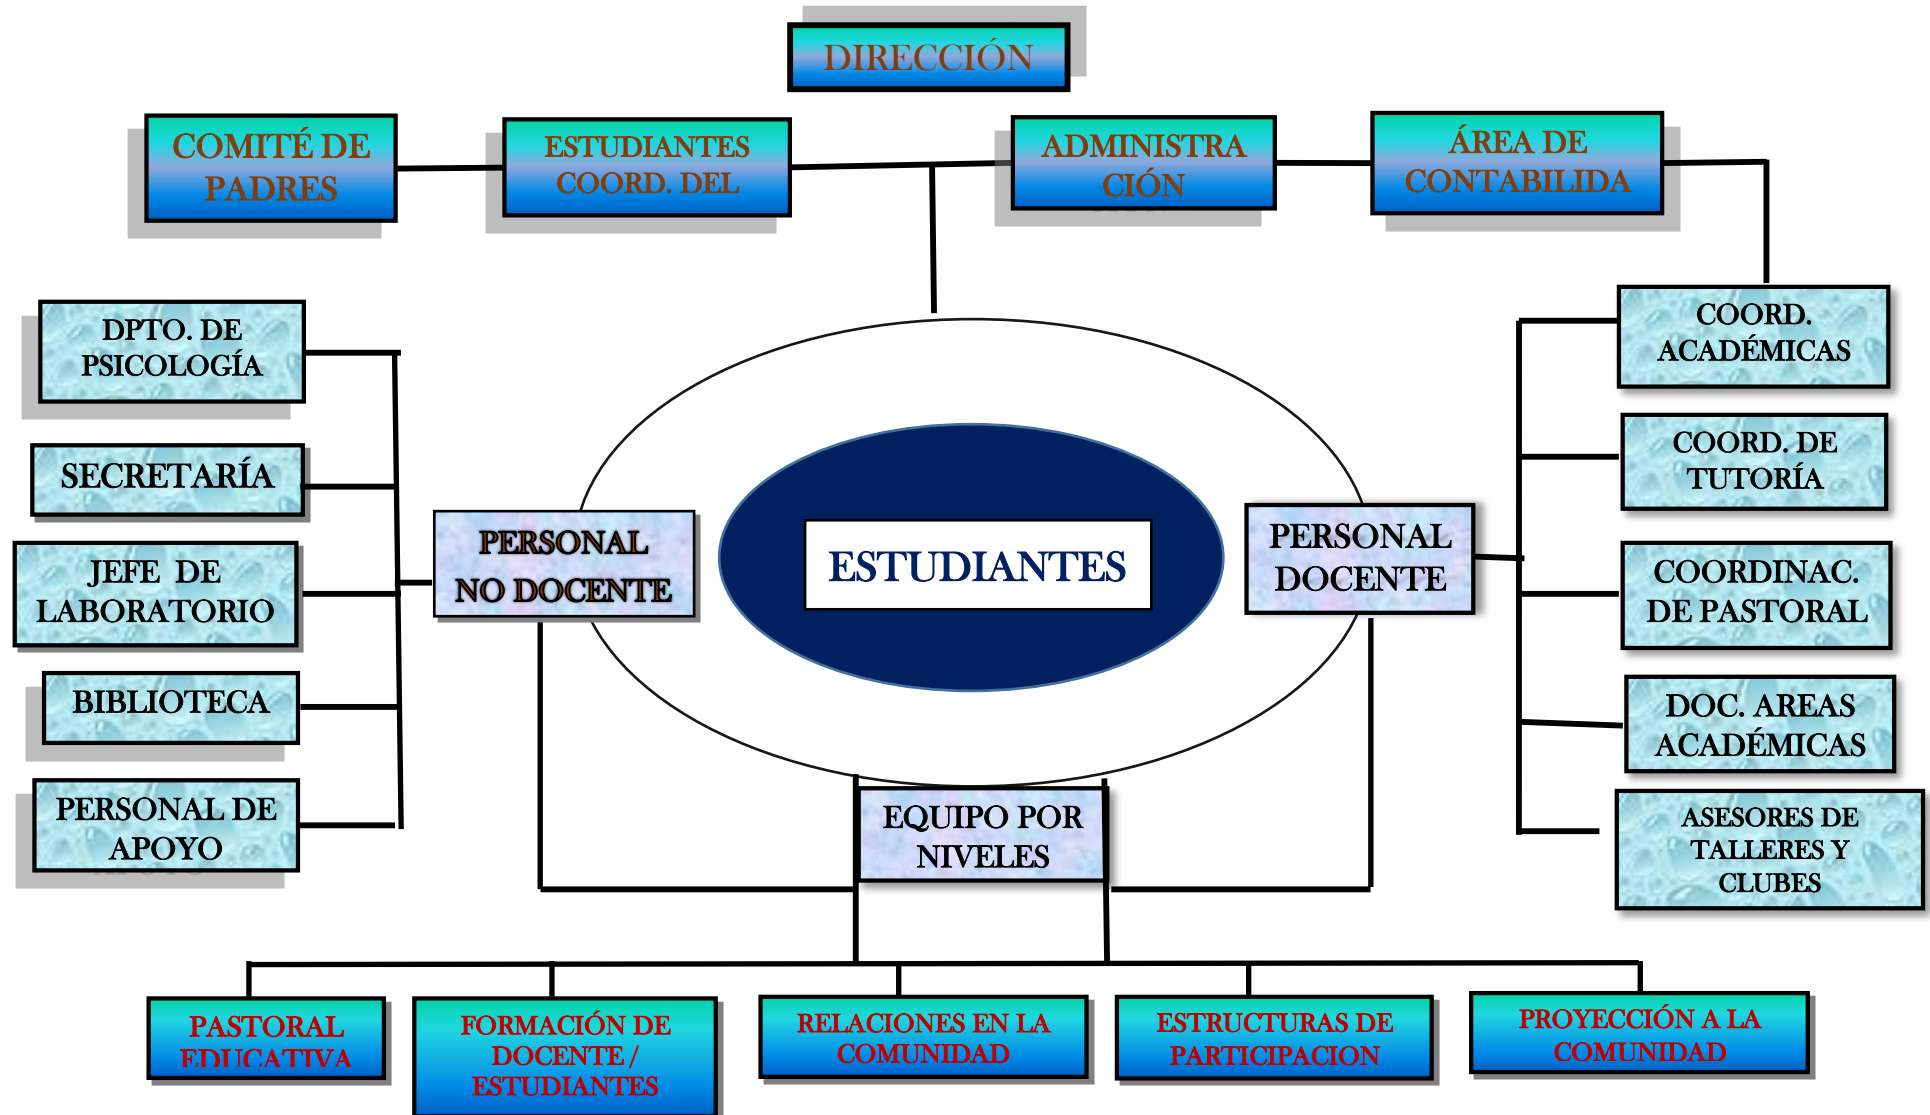 DIRECCIÓN
COMITÉ DE
PADRES
ESTUDIANTES
COORD. DEL
ADMINISTRA
CIÓN
ÁREA DE
CONTABILIDA
DPTO. DE
PSICOLOGÍA
SECRETARÍA
JEFE DE
LABORATORIO
BIBLIOTECA
PERSONAL DE
APOYO
PERSONAL
NO DOCENTE
ESTUDIANTES
PERSONAL
DOCENTE
EQUIPO POR
NIVELES
COORD.
ACADÉMICAS
COORD. DE
TUTORÍA
COORDINAC.
DE PASTORAL
DOC. AREAS
ACADÉMICAS
ASESORES DE
TALLERES Y
CLUBES
PASTORAL
EDUCATIVA
FORMACIÓN DE
DOCENTE /
ESTUDIANTES
RELACIONES EN LA
COMUNIDAD
ESTRUCTURAS DE
PARTICIPACION
PROYECCIÓN A LA
COMUNIDAD